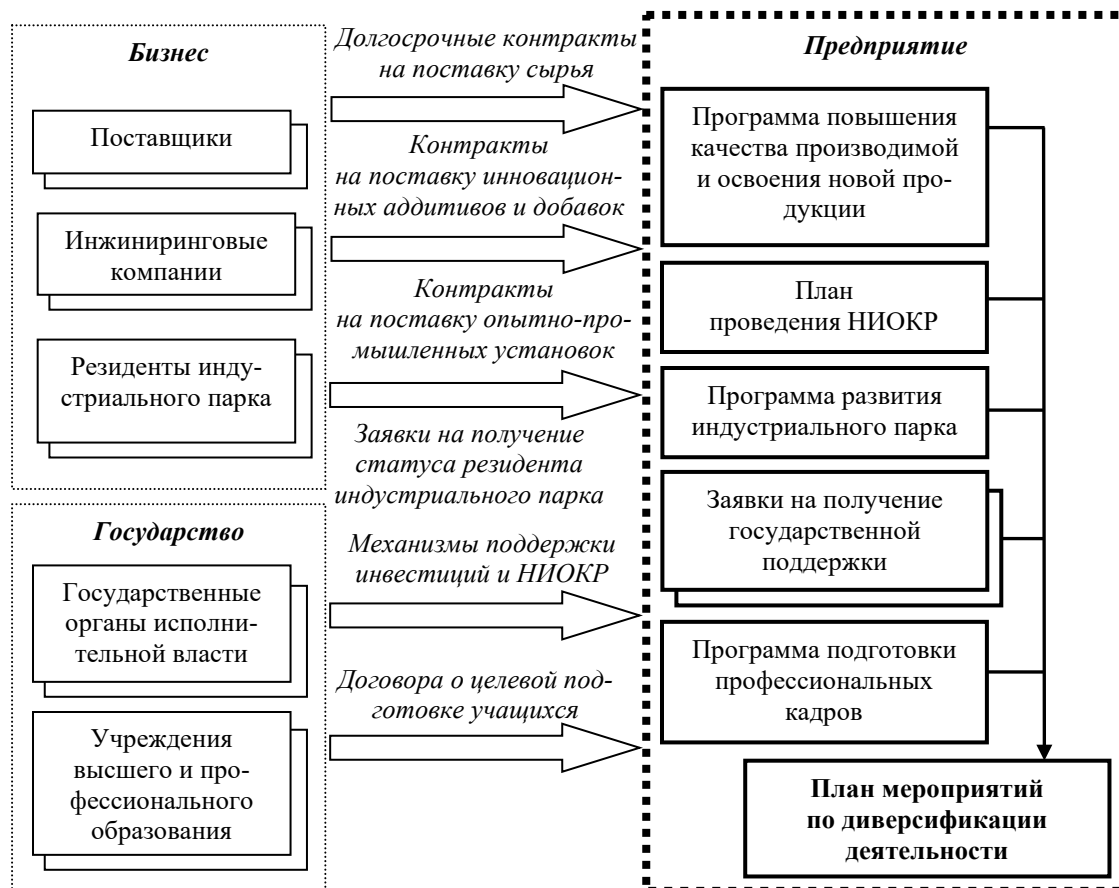 Бизнес
Поставщики
Инжиниринговые
компании
Резиденты инду-
стриального парка
Государство
Государственные
органы исполни-
тельной власти
Учреждения
высшего и про-
фессионального
образования
Долгосрочные контракты
на поставку сырья
Контракты
на поставку инновацион-
ных аддитивов и добавок
Контракты
на поставку опытно-про-
мышленных установок
Заявки на получение
статуса резидента
индустриального парка
Механизмы поддержки
инвестиций и НИОКР
Договора о целевой под-
готовке учащихся
Предприятие
Программа повышения
качества производимой
и освоения новой про-
дукции
План
проведения НИОКР
Программа развития
индустриального парка
Заявки на получение
государственной
поддержки
Программа подготовки
профессиональных
кадров
План мероприятий
по диверсификации
деятельности